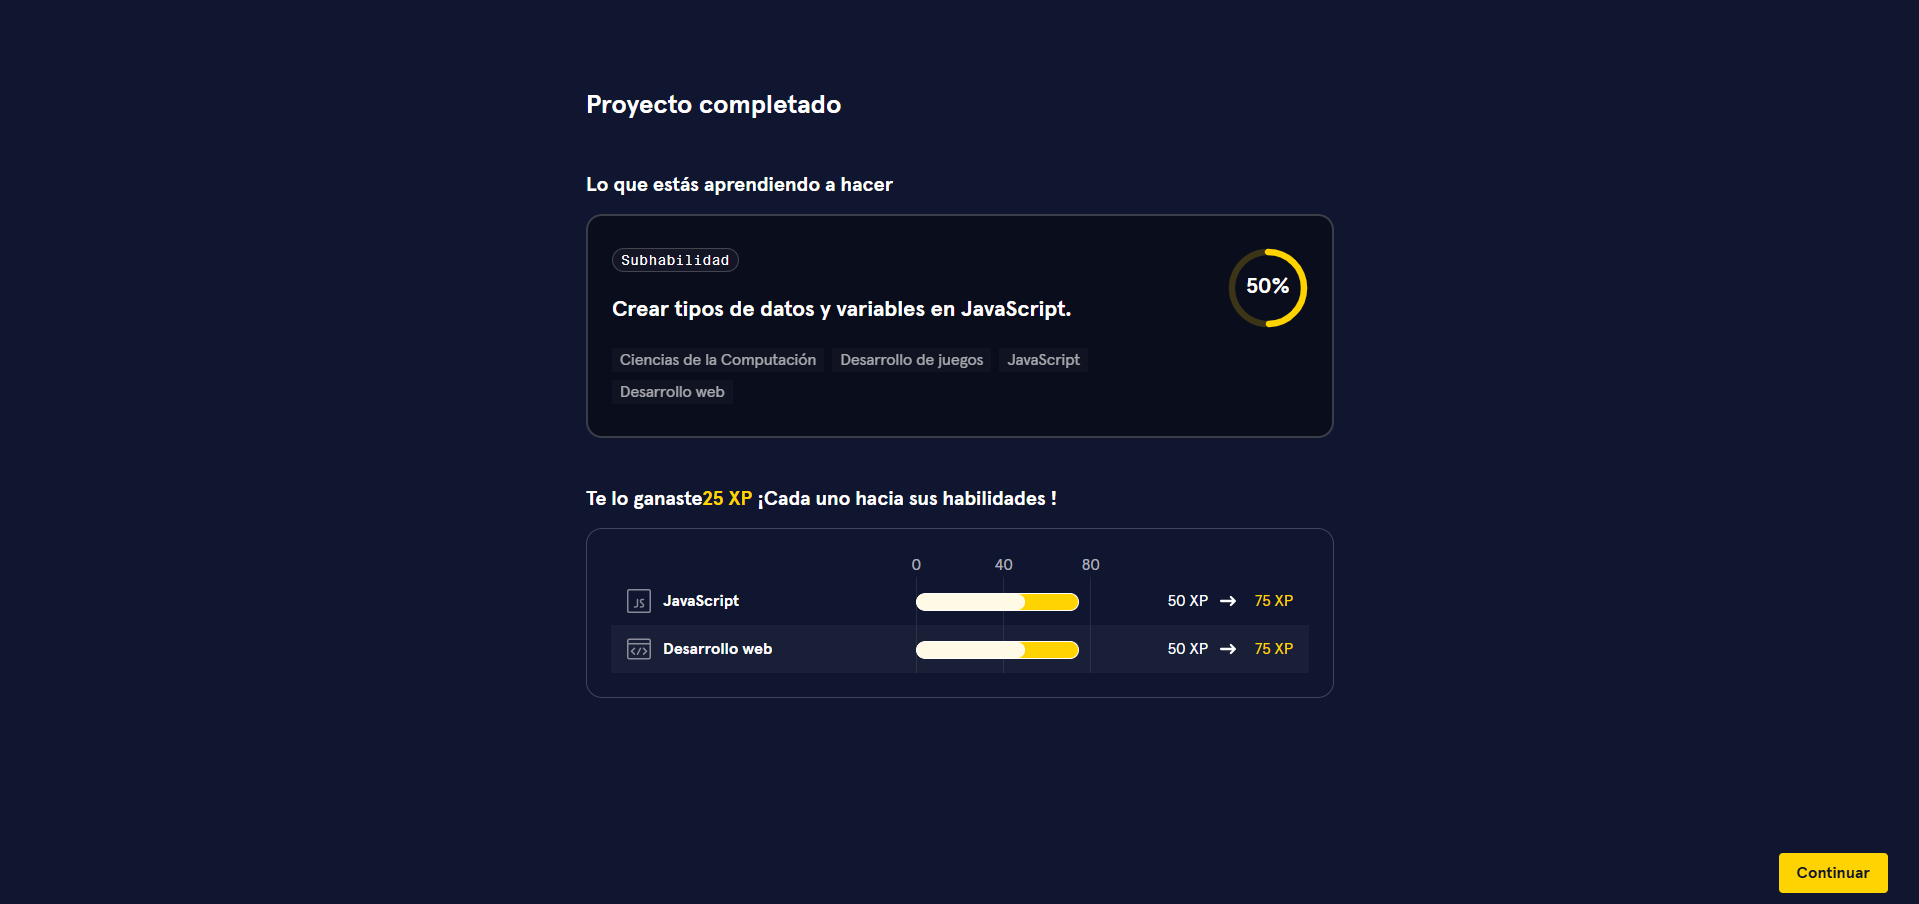 Proyecto completado
Lo que estás aprendiendo a hacer
Subhabilidad
50%
Crear tipos de datos y variables en JavaScript.
Ciencias de la Computación Desarrollo de juegos JavaScript
Desarrollo web
Te lo ganaste25 XP ¡Cada uno hacia sus habilidades !
0 40 80
JS JavaScript 50 XP → 75 XP
</> Desarrollo web 50 XP → 75 XP
Continuar